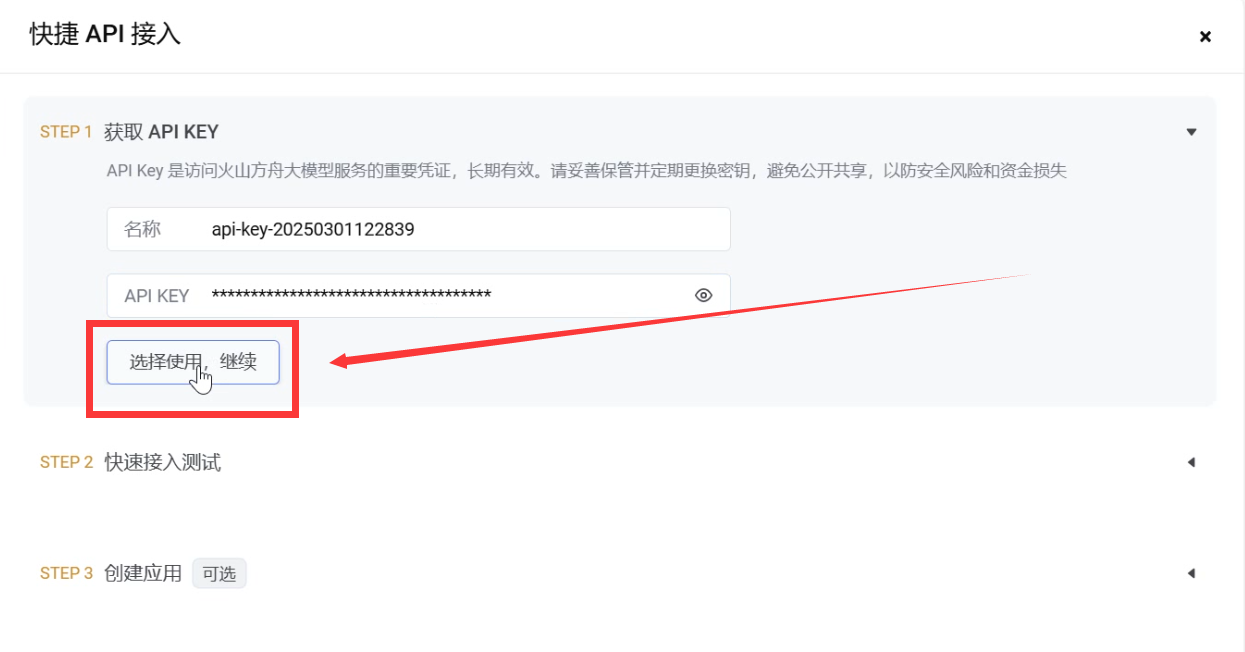 快捷 API 接入
STEP 1 获取 API KEY
API Key 是访问火山方舟大模型服务的重要凭证，长期有效。请妥善保管并定期更换密钥，避免公开共享，以防安全风险和资金损失
名称 api-key-20250301122839
API KEY ************************************
选择使用，继续
STEP 2 快速接入测试
STEP 3 创建应用 可选